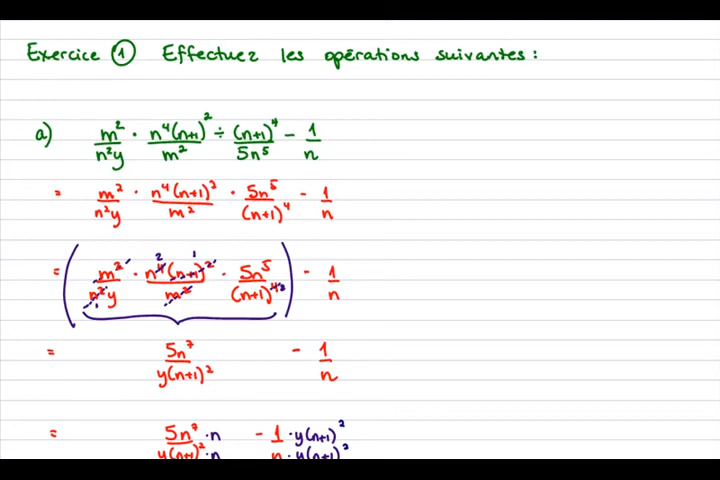 Exercice ① Effectuez les opérations suivantes :
a) m²/n²y · n⁴(n+1)²/m² ÷ (n+1)⁴/5n⁵ - 1/n
= m²/n²y · n⁴(n+1)²/m² · 5n⁵/(n+1)⁴ - 1/n
= (m²/n²y · n⁴(n+1)²/m² · 5n⁵/(n+1)⁴) - 1/n
= 5n⁷/y(n+1)² - 1/n
= 5n⁷·n/y(n+1)²·n - 1·y(n+1)²/n·y(n+1)²